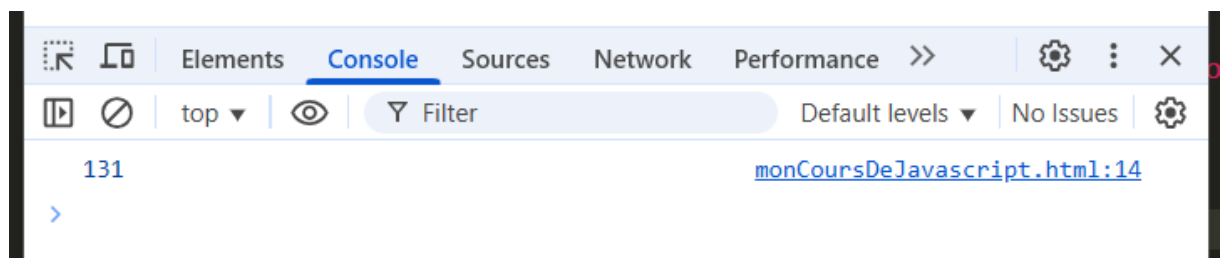 Elements Console Sources Network Performance
top Filter Default levels No Issues
131 monCoursDeJavascript.html:14